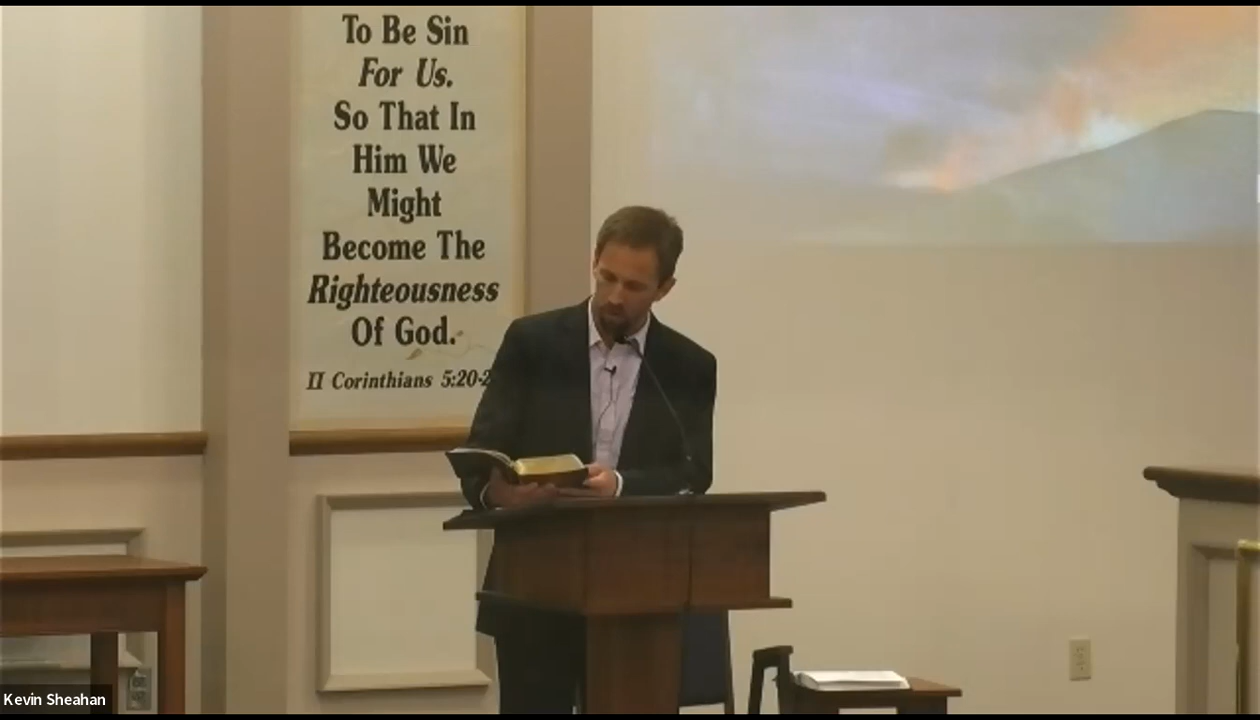 To Be Sin
For Us.
So That In
Him We
Might
Become The
Righteousness
Of God.
II Corinthians 5:20-2
Kevin Sheahan